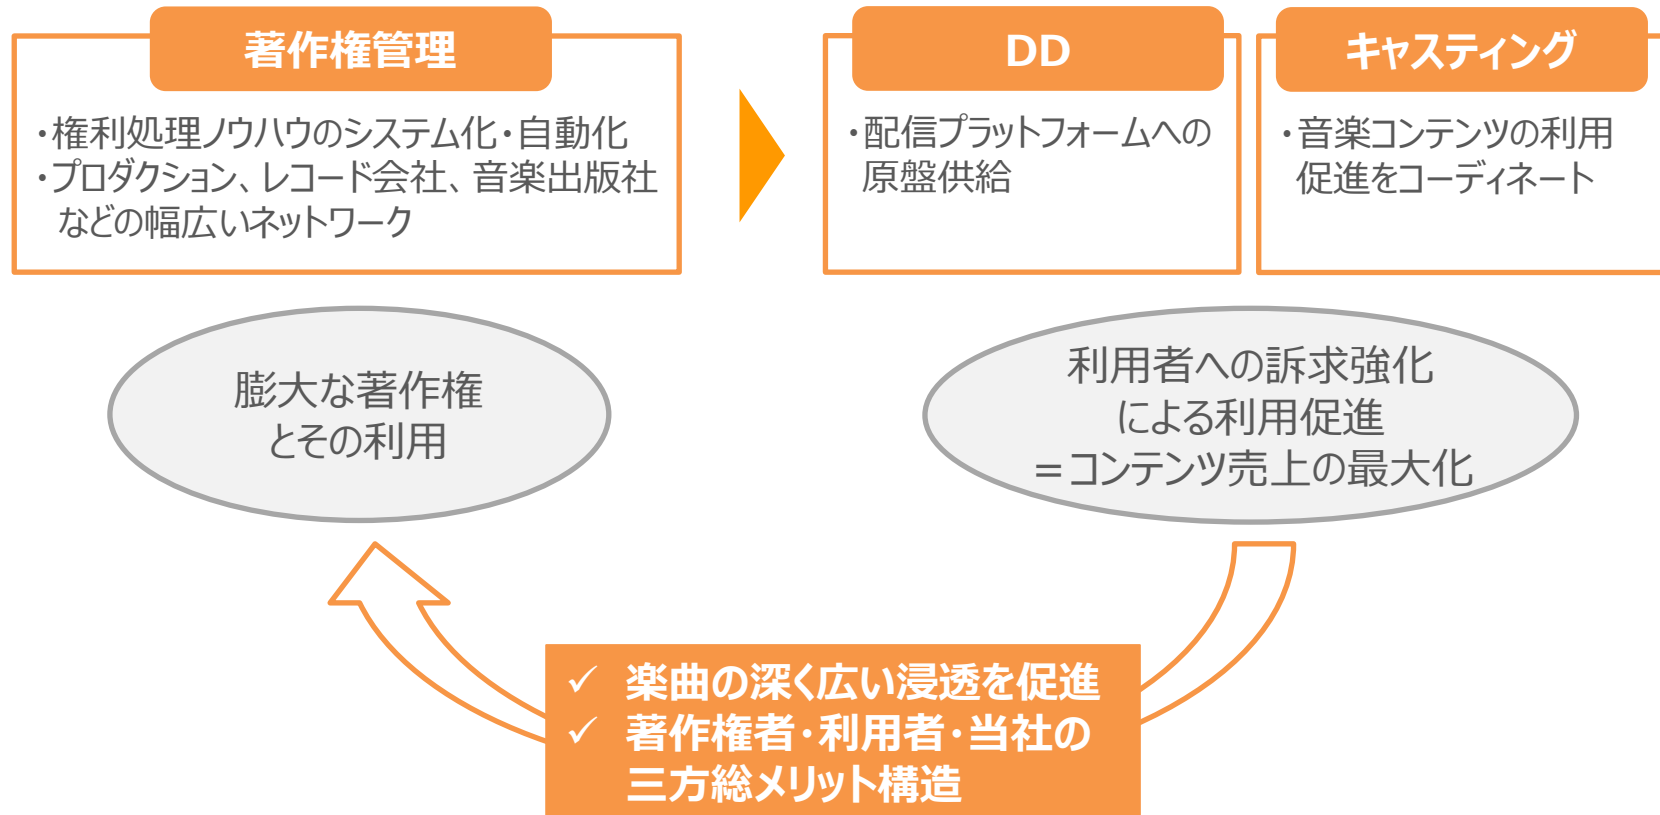 著作権管理
・権利処理ノウハウのシステム化・自動化
・プロダクション、レコード会社、音楽出版社
などの幅広いネットワーク
DD
・配信プラットフォームへの
原盤供給
キャスティング
・音楽コンテンツの利用
促進をコーディネート
膨大な著作権
とその利用
利用者への訴求強化
による利用促進
＝コンテンツ売上の最大化
✓ 楽曲の深く広い浸透を促進
✓ 著作権者・利用者・当社の
三方総メリット構造